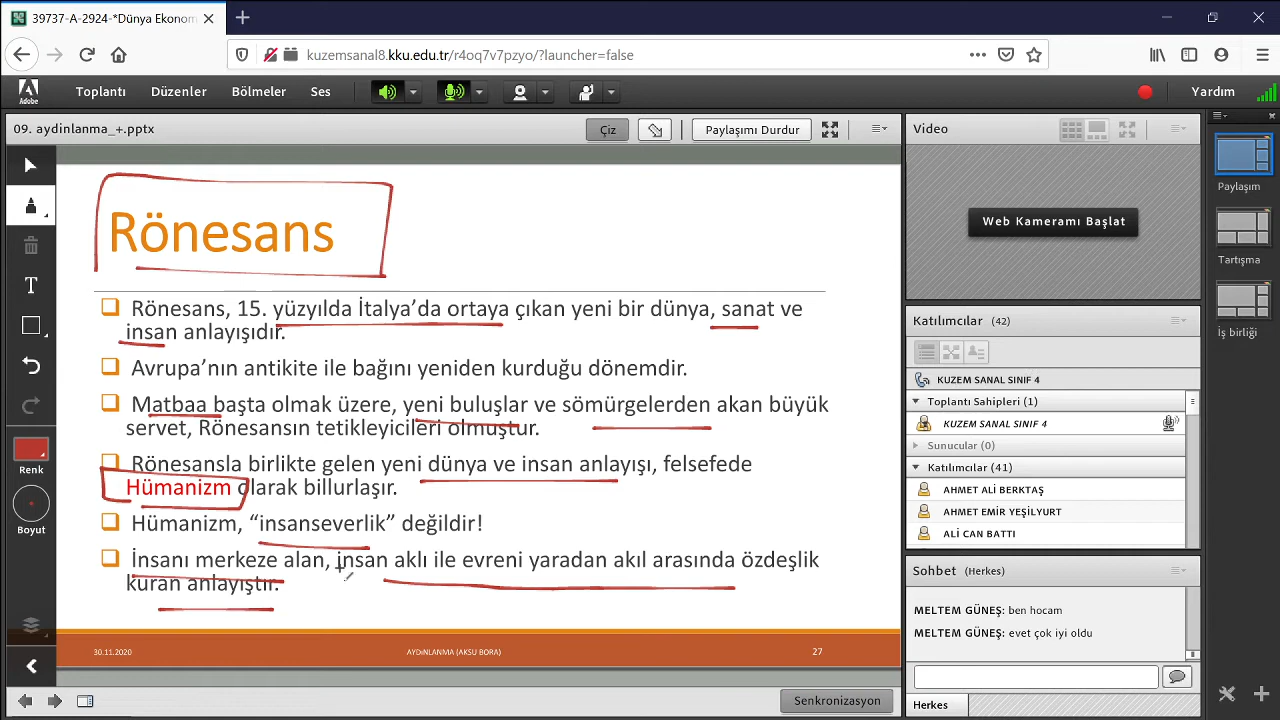 39737-A-2924-*Dünya Ekonom
kuzemsanal8.kku.edu.tr/r4oq7v7pzyo/?launcher=false
Adobe
Toplantı Düzenler Bölmeler Ses Yardım
09. aydinlanma_+.pptx
Çiz
Paylaşımı Durdur
Rönesans
Rönesans, 15. yüzyılda İtalya’da ortaya çıkan yeni bir dünya, sanat ve
insan anlayışıdır.
Avrupa’nın antikite ile bağını yeniden kurduğu dönemdir.
Matbaa başta olmak üzere, yeni buluşlar ve sömürgelerden akan büyük
servet, Rönesansın tetikleyicileri olmuştur.
Rönesansla birlikte gelen yeni dünya ve insan anlayışı, felsefede
Hümanizm olarak billurlaşır.
Hümanizm, “insanseverlik” değildir!
İnsanı merkeze alan, insan aklı ile evreni yaradan akıl arasında özdeşlik
kuran anlayıştır.
30.11.2020 AYDıNLANMA (AKSU BORA) 27
Renk
Boyut
Senkronizasyon
Video
Web Kameramı Başlat
Katılımcılar (42)
KUZEM SANAL SINIF 4
Toplantı Sahipleri (1)
KUZEM SANAL SINIF 4
Sunucular (0)
Katılımcılar (41)
AHMET ALİ BERKTAŞ
AHMET EMİR YEŞİLYURT
ALİ CAN BATTI
Sohbet (Herkes)
MELTEM GÜNEŞ: ben hocam
MELTEM GÜNEŞ: evet çok iyi oldu
Herkes
Paylaşım
Tartışma
İş birliği